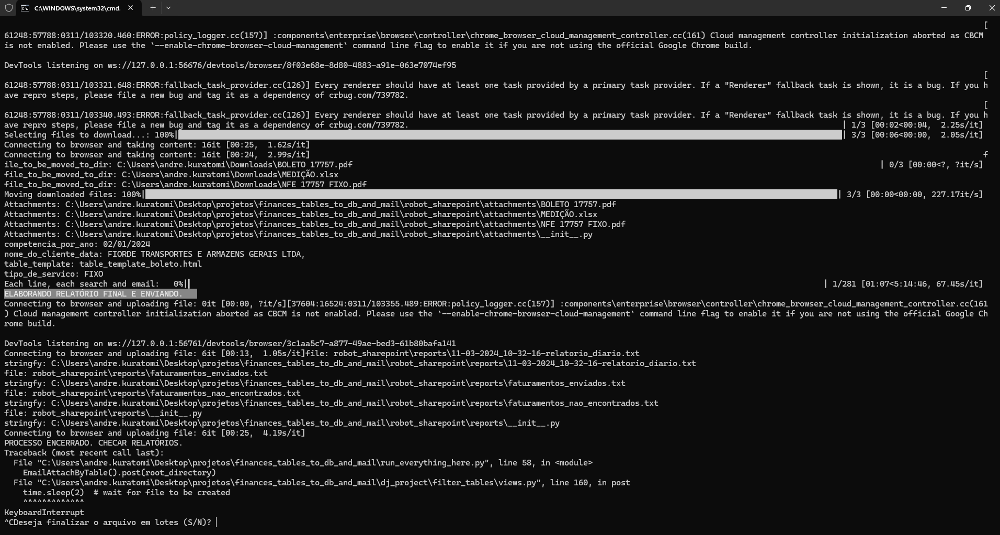 C:\WINDOWS\system32\cmd.
[
61248:57788:0311/103320.460:ERROR:policy_logger.cc(157)] :components\enterprise\browser\controller\chrome_browser_cloud_management_controller.cc(161) Cloud management controller initialization aborted as CBCM
is not enabled. Please use the `--enable-chrome-browser-cloud-management` command line flag to enable it if you are not using the official Google Chrome build.
DevTools listening on ws://127.0.0.1:56676/devtools/browser/8f03e68e-8d80-4883-a91e-063e7074ef95
[
61248:57788:0311/103321.648:ERROR:fallback_task_provider.cc(126)] Every renderer should have at least one task provided by a primary task provider. If a "Renderer" fallback task is shown, it is a bug. If you h
ave repro steps, please file a new bug and tag it as a dependency of crbug.com/739782.
[
61248:57788:0311/103340.493:ERROR:fallback_task_provider.cc(126)] Every renderer should have at least one task provided by a primary task provider. If a "Renderer" fallback task is shown, it is a bug. If you h
ave repro steps, please file a new bug and tag it as a dependency of crbug.com/739782. | 1/3 [00:02<00:04,  2.25s/it]
Selecting files to download...: 100%| | 3/3 [00:06<00:00,  2.05s/it]
Connecting to browser and taking content: 16it [00:25,  1.62s/it]
Connecting to browser and taking content: 16it [00:24,  2.99s/it] f
ile_to_be_moved_to_dir: C:\Users\andre.kuratomi\Downloads\BOLETO 17757.pdf | 0/3 [00:00<?, ?it/s]
file_to_be_moved_to_dir: C:\Users\andre.kuratomi\Downloads\MEDIÇÃO.xlsx
file_to_be_moved_to_dir: C:\Users\andre.kuratomi\Downloads\NFE 17757 FIXO.pdf
Moving downloaded files: 100%| | 3/3 [00:00<00:00, 227.17it/s]
Attachments: C:\Users\andre.kuratomi\Desktop\projetos\finances_tables_to_db_and_mail\robot_sharepoint\attachments\BOLETO 17757.pdf
Attachments: C:\Users\andre.kuratomi\Desktop\projetos\finances_tables_to_db_and_mail\robot_sharepoint\attachments\MEDIÇÃO.xlsx
Attachments: C:\Users\andre.kuratomi\Desktop\projetos\finances_tables_to_db_and_mail\robot_sharepoint\attachments\NFE 17757 FIXO.pdf
Attachments: C:\Users\andre.kuratomi\Desktop\projetos\finances_tables_to_db_and_mail\robot_sharepoint\attachments\__init__.py
competencia_por_ano: 02/01/2024
nome_do_cliente_data: FIORDE TRANSPORTES E ARMAZENS GERAIS LTDA,
table_template: table_template_boleto.html
tipo_de_servico: FIXO
Each line, each search and email:   0%| | 1/281 [01:07<5:14:46, 67.45s/it]
ELABORANDO RELATÓRIO FINAL E ENVIANDO.
Connecting to browser and uploading file: 0it [00:00, ?it/s][37604:16524:0311/103355.489:ERROR:policy_logger.cc(157)] :components\enterprise\browser\controller\chrome_browser_cloud_management_controller.cc(161
) Cloud management controller initialization aborted as CBCM is not enabled. Please use the `--enable-chrome-browser-cloud-management` command line flag to enable it if you are not using the official Google Ch
rome build.
DevTools listening on ws://127.0.0.1:56761/devtools/browser/3c1aa5c7-a877-49ae-bed3-61b80bafa141
Connecting to browser and uploading file: 6it [00:13,  1.05s/it]file: robot_sharepoint\reports\11-03-2024_10-32-16-relatorio_diario.txt
stringfy: C:\Users\andre.kuratomi\Desktop\projetos\finances_tables_to_db_and_mail\robot_sharepoint\reports\11-03-2024_10-32-16-relatorio_diario.txt
file: robot_sharepoint\reports\faturamentos_enviados.txt
stringfy: C:\Users\andre.kuratomi\Desktop\projetos\finances_tables_to_db_and_mail\robot_sharepoint\reports\faturamentos_enviados.txt
file: robot_sharepoint\reports\faturamentos_nao_encontrados.txt
stringfy: C:\Users\andre.kuratomi\Desktop\projetos\finances_tables_to_db_and_mail\robot_sharepoint\reports\faturamentos_nao_encontrados.txt
file: robot_sharepoint\reports\__init__.py
stringfy: C:\Users\andre.kuratomi\Desktop\projetos\finances_tables_to_db_and_mail\robot_sharepoint\reports\__init__.py
Connecting to browser and uploading file: 6it [00:25,  4.19s/it]
PROCESSO ENCERRADO. CHECAR RELATÓRIOS.
Traceback (most recent call last):
  File "C:\Users\andre.kuratomi\Desktop\projetos\finances_tables_to_db_and_mail\run_everything_here.py", line 58, in <module>
    EmailAttachByTable().post(root_directory)
  File "C:\Users\andre.kuratomi\Desktop\projetos\finances_tables_to_db_and_mail\dj_project\filter_tables\views.py", line 160, in post
    time.sleep(2)  # wait for file to be created
    ^^^^^^^^^^^^^
KeyboardInterrupt
^CDeseja finalizar o arquivo em lotes (S/N)?